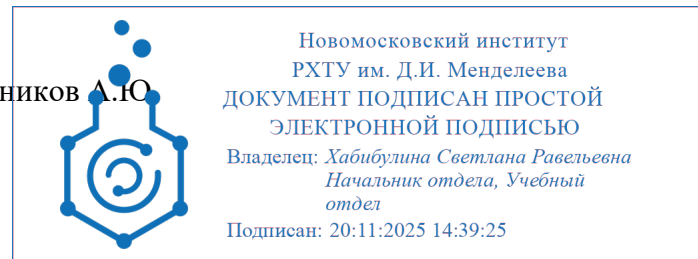 Новомосковский институт
РХТУ им. Д.И. Менделеева
ников А.Ю.
ДОКУМЕНТ ПОДПИСАН ПРОСТОЙ
ЭЛЕКТРОННОЙ ПОДПИСЬЮ
Владелец: Хабибулина Светлана Равельевна
Начальник отдела, Учебный
отдел
Подписан: 20:11:2025 14:39:25